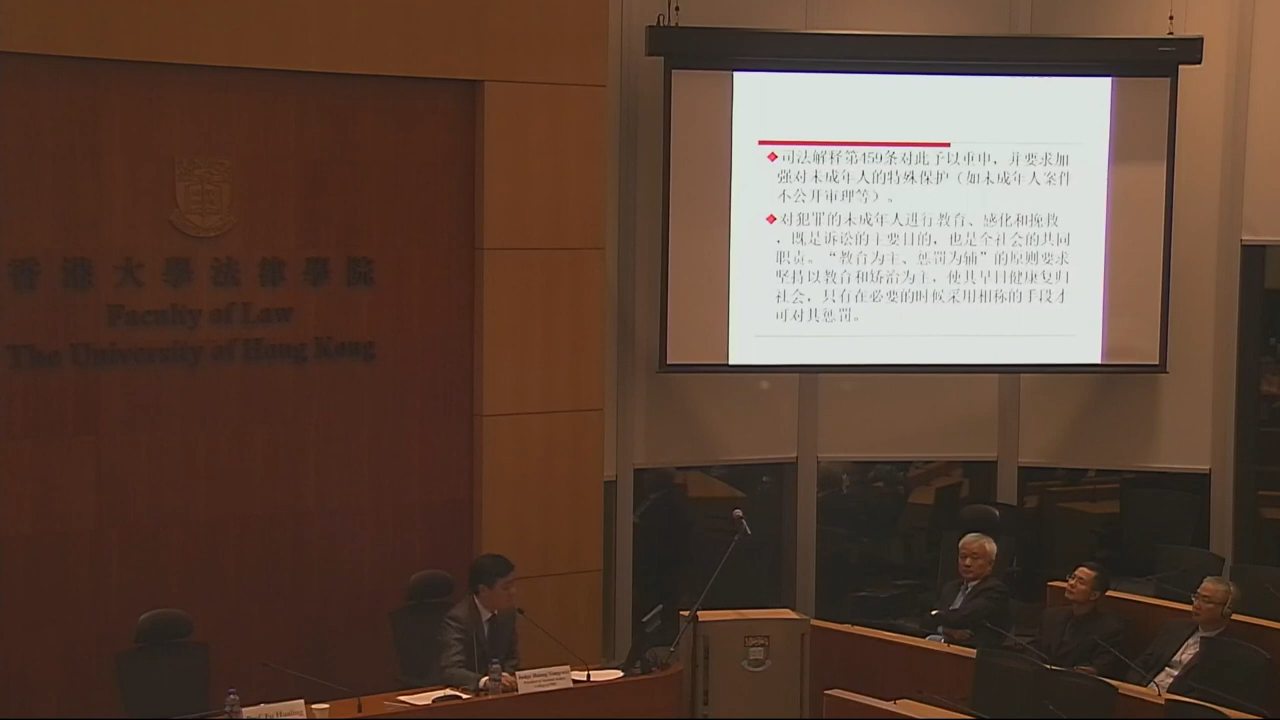 香港大學法律學院
Faculty of Law
The University of Hong Kong
司法解释第459条对此予以重申，并要求加
强对未成年人的特殊保护（如未成年人案件
不公开审理等）。
对犯罪的未成年人进行教育、感化和挽救
，既是诉讼的主要目的，也是全社会的共同
职责。“教育为主、惩罚为辅”的原则要求
坚持以教育和矫治为主，使其早日健康复归
社会，只有在必要的时候采用相称的手段才
可对其惩罚。
Judge Huang